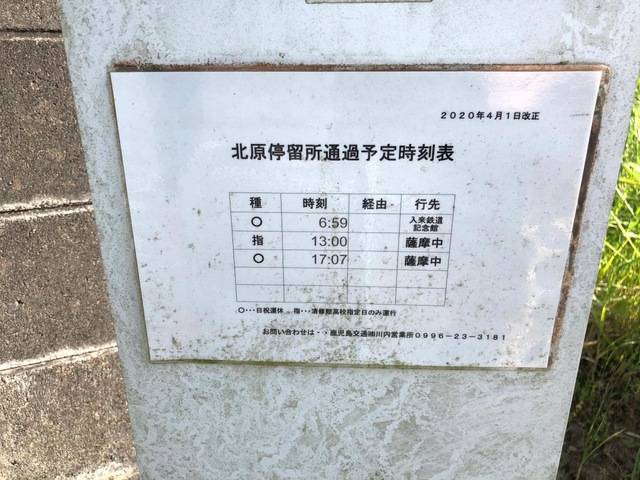 2020年4月1日改正
北原停留所通過予定時刻表
種 時刻 経由 行先
〇 6:59 入来鉄道記念館
指 13:00 薩摩中
〇 17:07 薩摩中
〇・・・日祝運休 指・・・清修館高校指定日のみ運行
お問い合わせは・・鹿児島交通㈱川内営業所0996-23-3181